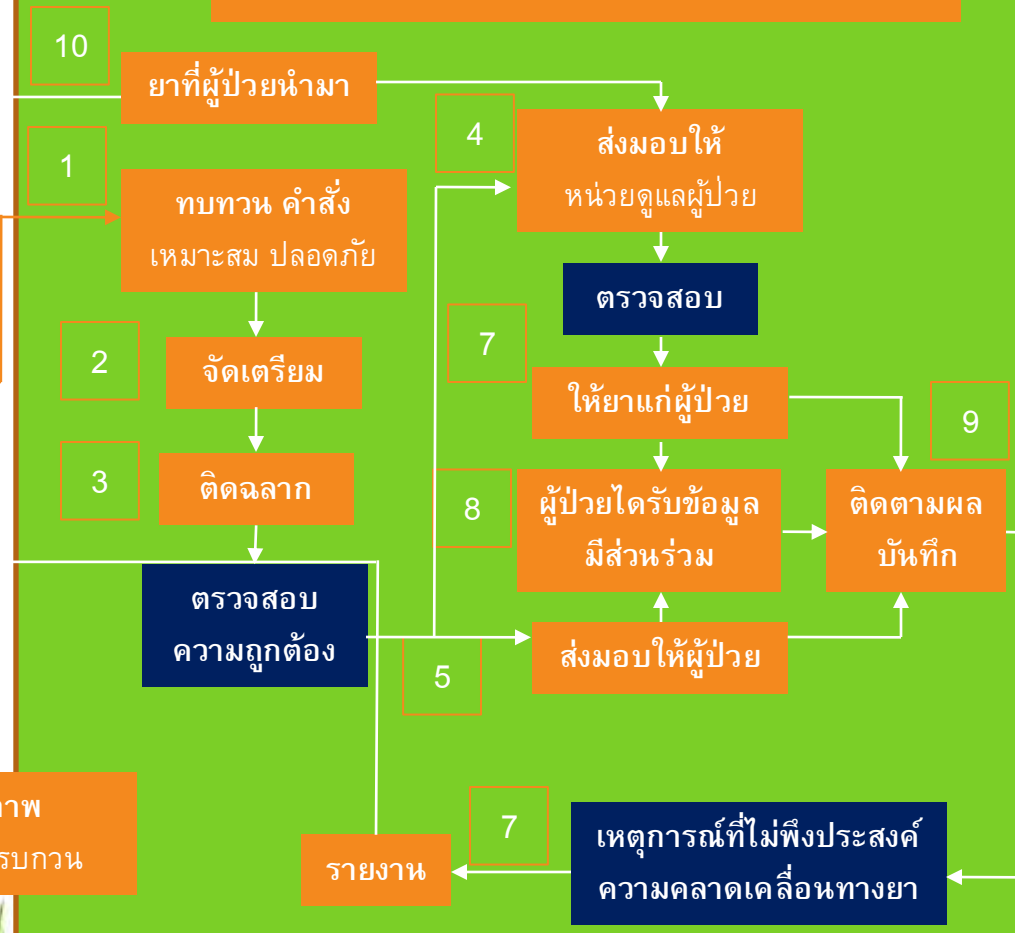 10
ยาที่ผู้ป่วยนำมา
1
ทบทวน คำสั่ง
เหมาะสม ปลอดภัย
2
จัดเตรียม
3
ติดฉลาก
ตรวจสอบ
ความถูกต้อง
4
ส่งมอบให้
หน่วยดูแลผู้ป่วย
ตรวจสอบ
7
ให้ยาแก่ผู้ป่วย
8
ผู้ป่วยไดรับข้อมูล
มีส่วนร่วม
9
ติดตามผล
บันทึก
5
ส่งมอบให้ผู้ป่วย
7
เหตุการณ์ที่ไม่พึงประสงค์
ความคลาดเคลื่อนทางยา
รายงาน